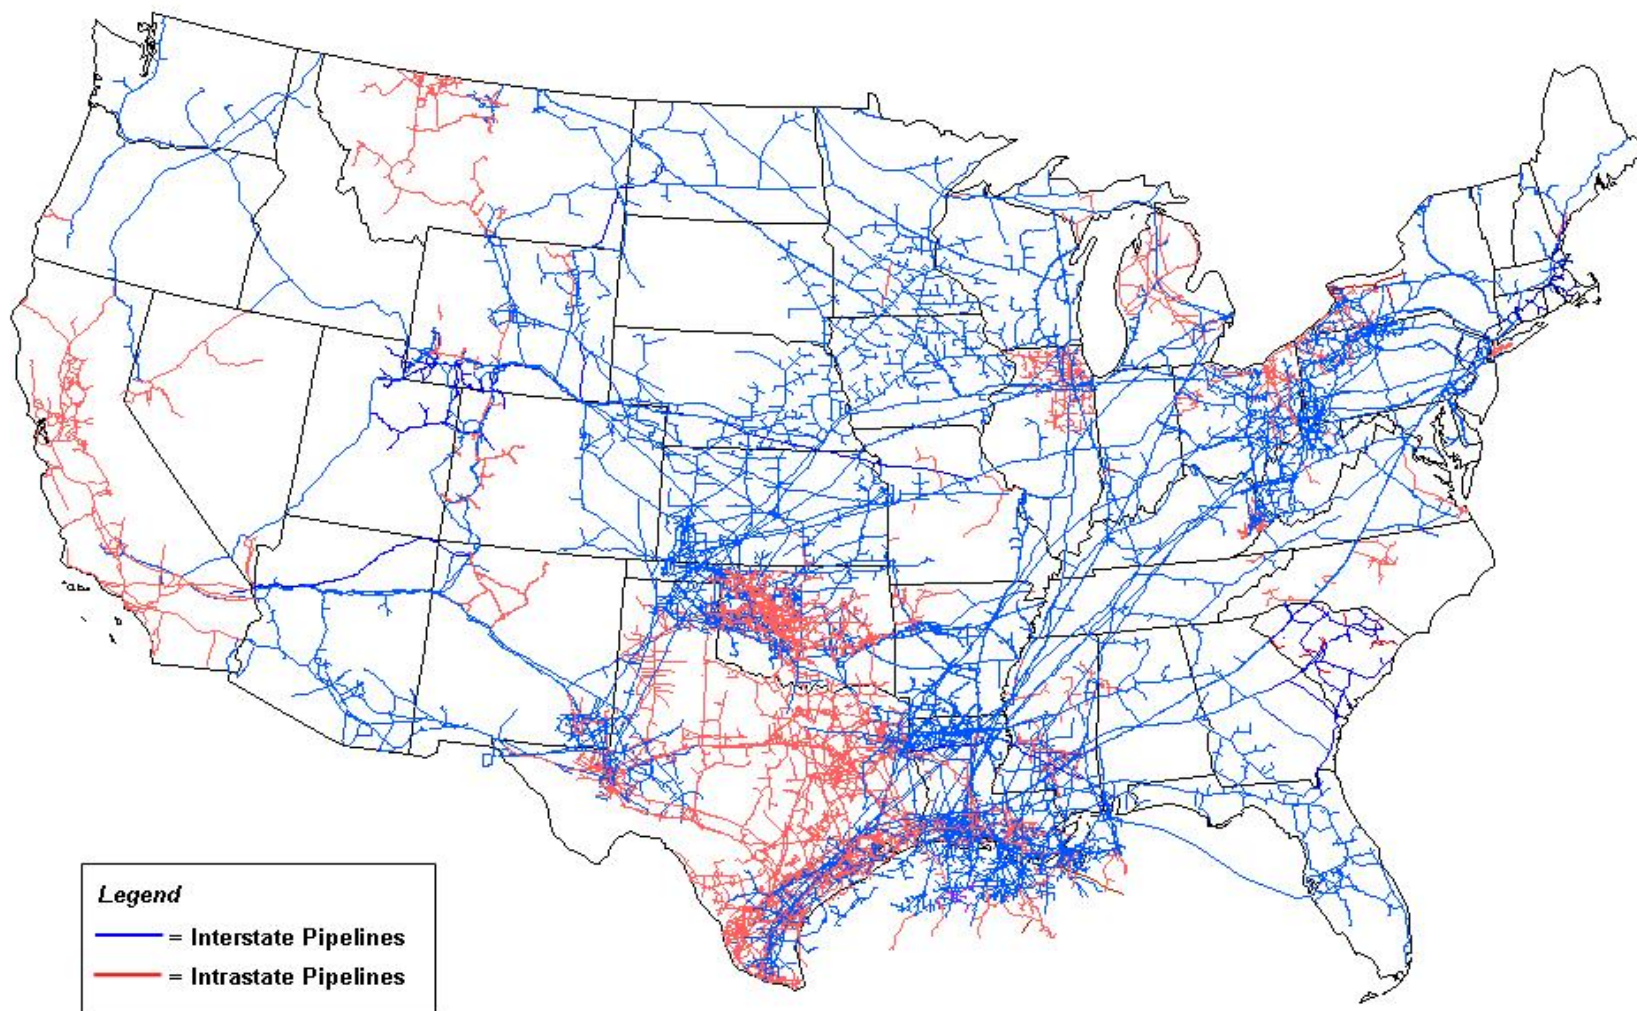 Legend
= Interstate Pipelines
= Intrastate Pipelines